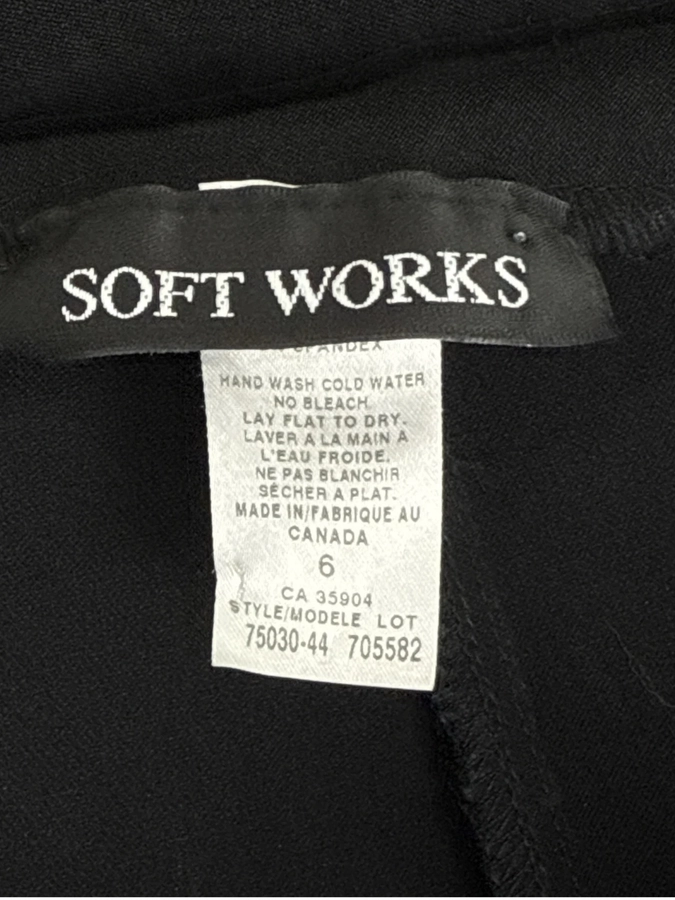 SOFT WORKS
SPANDEX
HAND WASH COLD WATER
NO BLEACH
LAY FLAT TO DRY.
LAVER A LA MAIN A
L'EAU FROIDE.
NE PAS BLANCHIR
SÉCHER A PLAT.
MADE IN/FABRIQUE AU
CANADA
6
CA 35904
STYLE/MODELE LOT
75030-44 705582